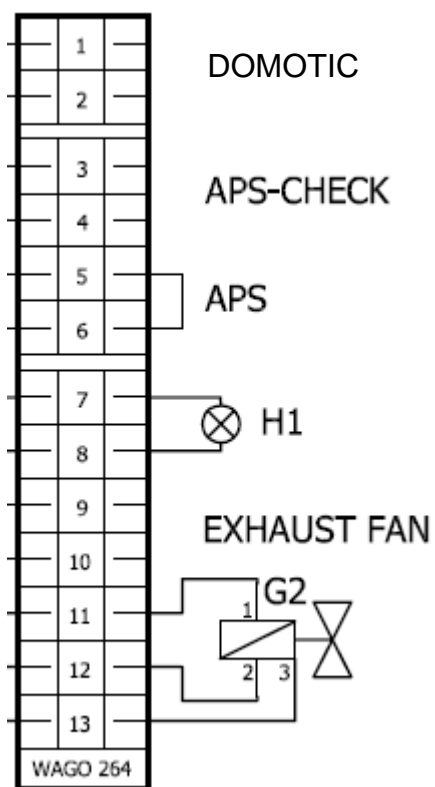 1
DOMOTIC
2
3
APS-CHECK
4
5
APS
6
7
H1
8
9
EXHAUST FAN
10
G2
11
1
12
2 3
13
WAGO 264